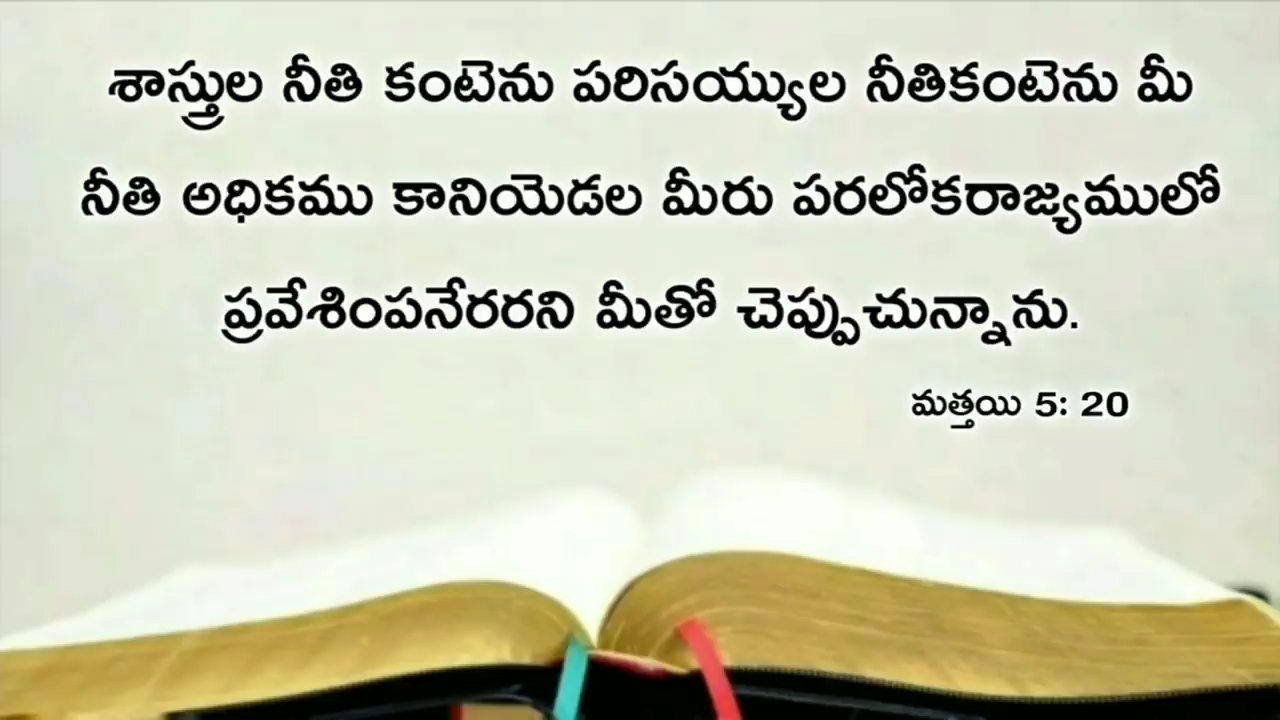 శాస్త్రుల నీతి కంటెను పరిసయ్యుల నీతికంటెను మీ
నీతి అధికము కానియెడల మీరు పరలోకరాజ్యములో
ప్రవేశింపనేరరని మీతో చెప్పుచున్నాను.
మత్తయి 5: 20